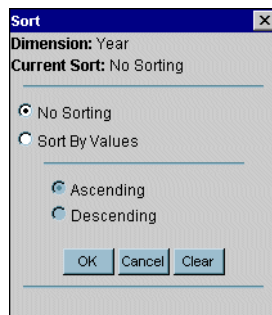 Sort
Dimension: Year
Current Sort: No Sorting
No Sorting
Sort By Values
Ascending
Descending
OK Cancel Clear